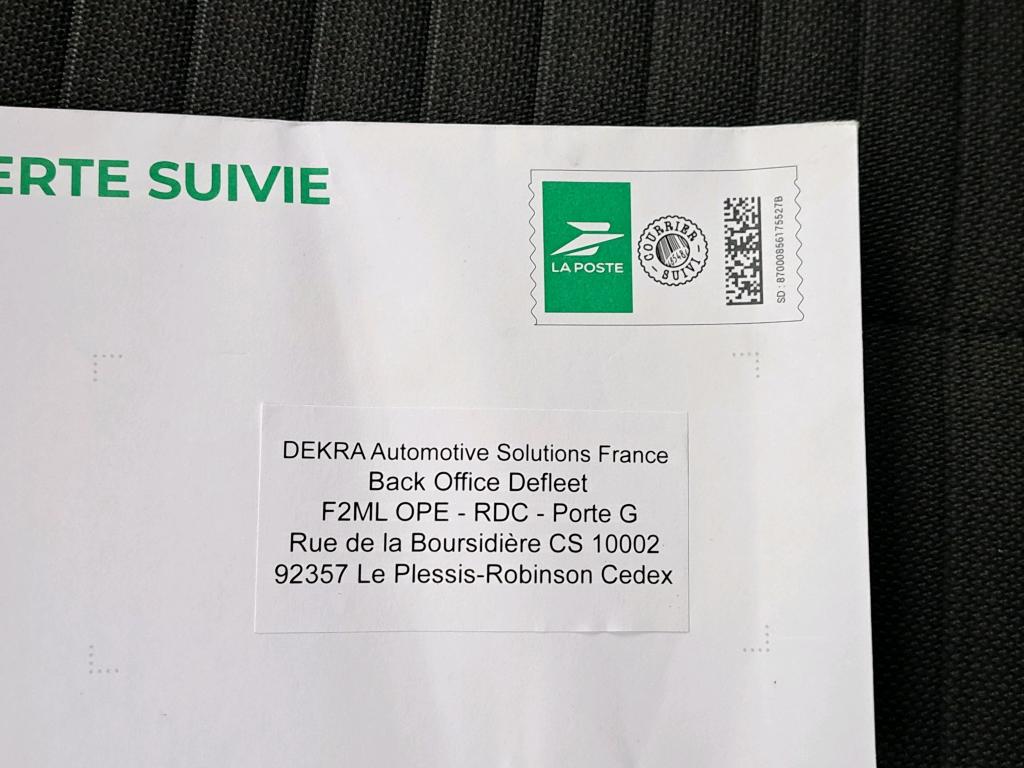 ERTE SUIVIE
LA POSTE
COURRIER
SUIVI
SD : 87000856175527B
DEKRA Automotive Solutions France
Back Office Defleet
F2ML OPE - RDC - Porte G
Rue de la Boursidière CS 10002
92357 Le Plessis-Robinson Cedex